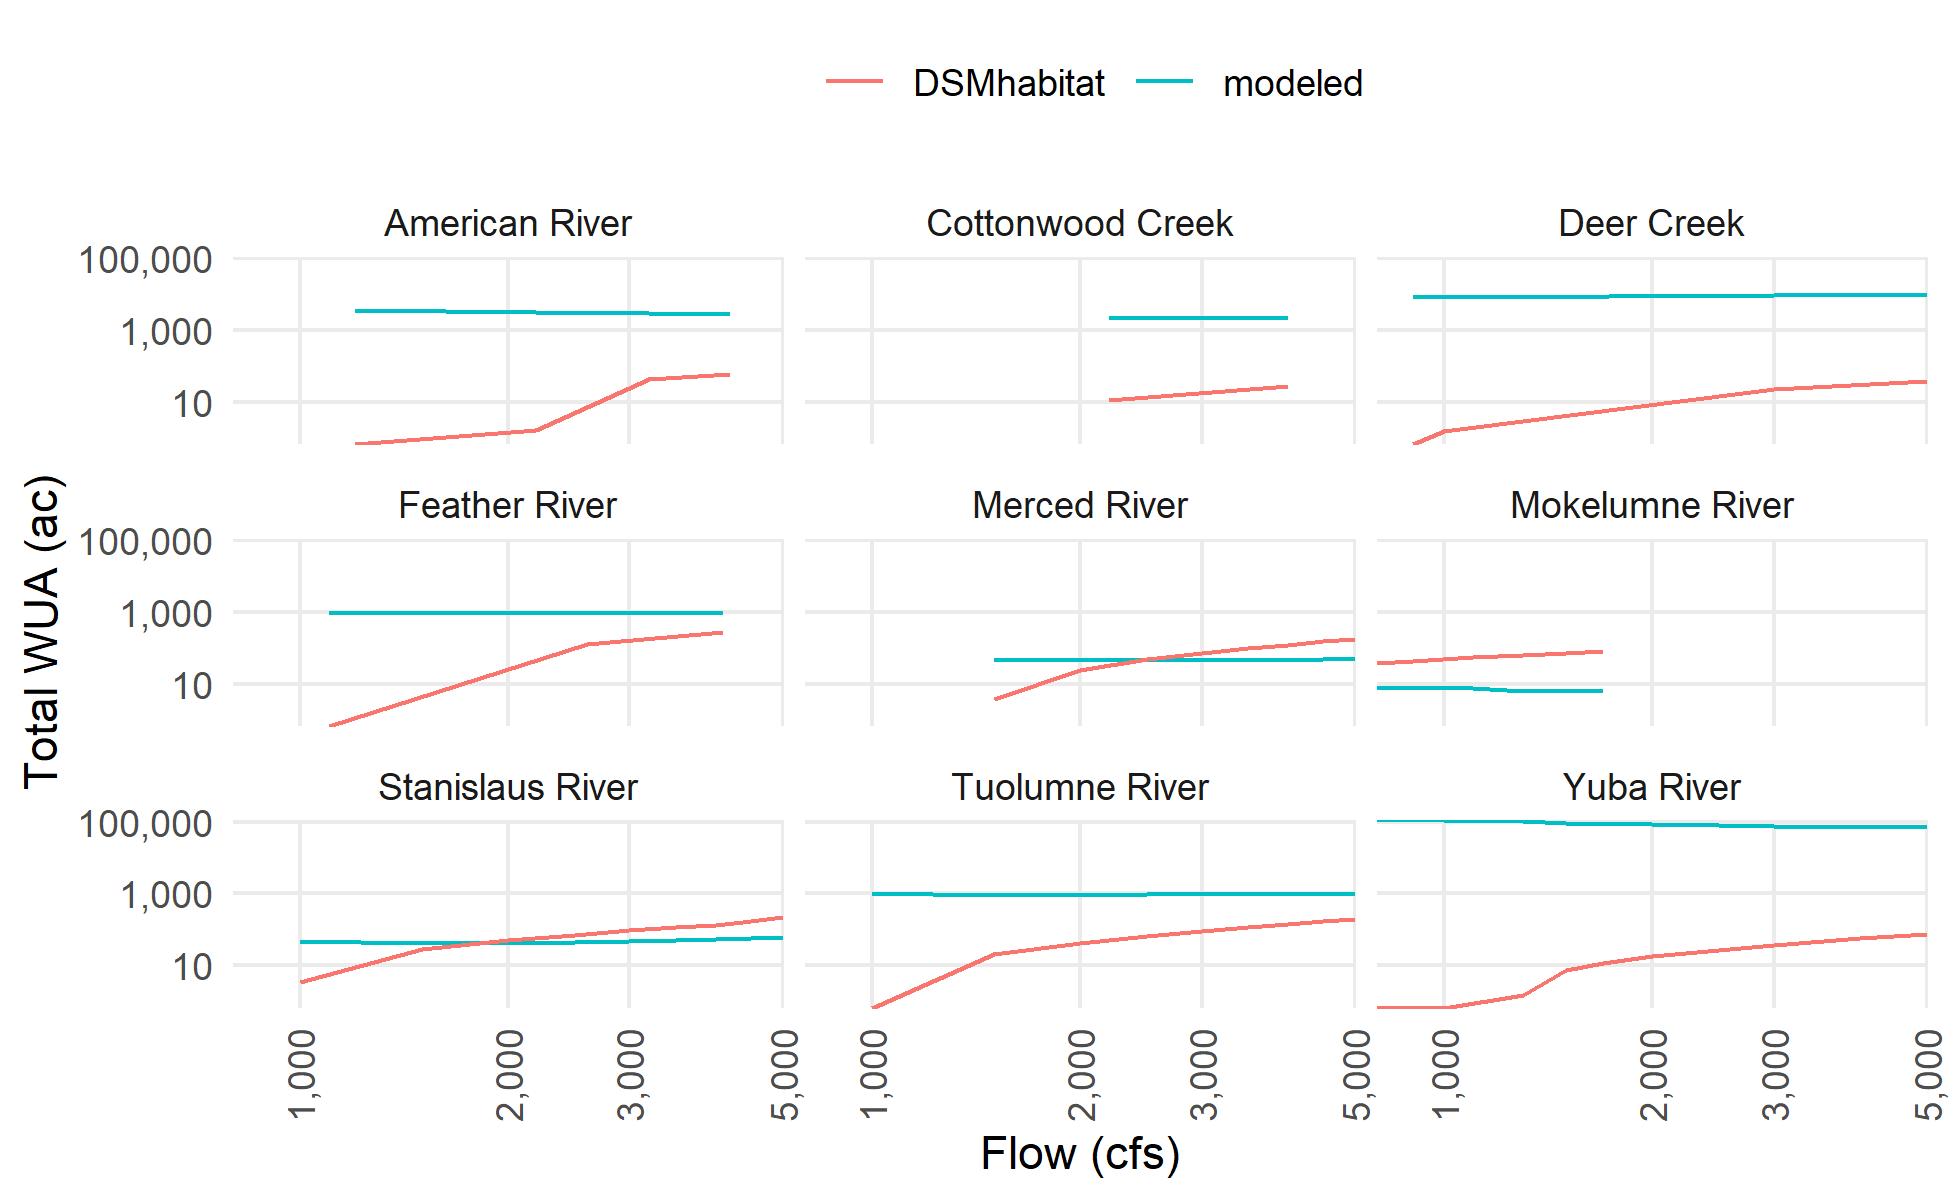 DSMhabitat modeled
American River Cottonwood Creek Deer Creek
100,000
1,000
10
Feather River Merced River Mokelumne River
100,000
1,000
10
Stanislaus River Tuolumne River Yuba River
100,000
1,000
10
Total WUA (ac)
1,000 2,000 3,000 5,000 1,000 2,000 3,000 5,000 1,000 2,000 3,000 5,000
Flow (cfs)